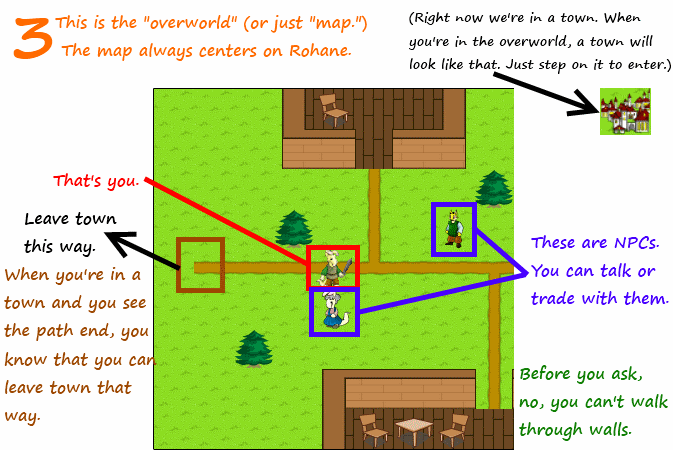 3
This is the "overworld" (or just "map.")
The map always centers on Rohane.
(Right now we're in a town. When
you're in the overworld, a town will
look like that. Just step on it to enter.)
That's you.
Leave town
this way.
When you're in a
town and you see
the path end, you
know that you can
leave town that
way.
These are NPCs.
You can talk or
trade with them.
Before you ask,
no, you can't walk
through walls.